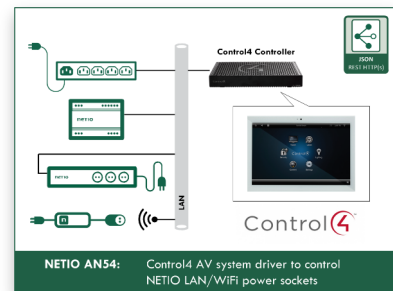 Control4 Controller
JSON
REST HTTP(s)
NETIO
NETIO
LAN
Control4
NETIO AN54: Control4 AV system driver to control
NETIO LAN/WiFi power sockets